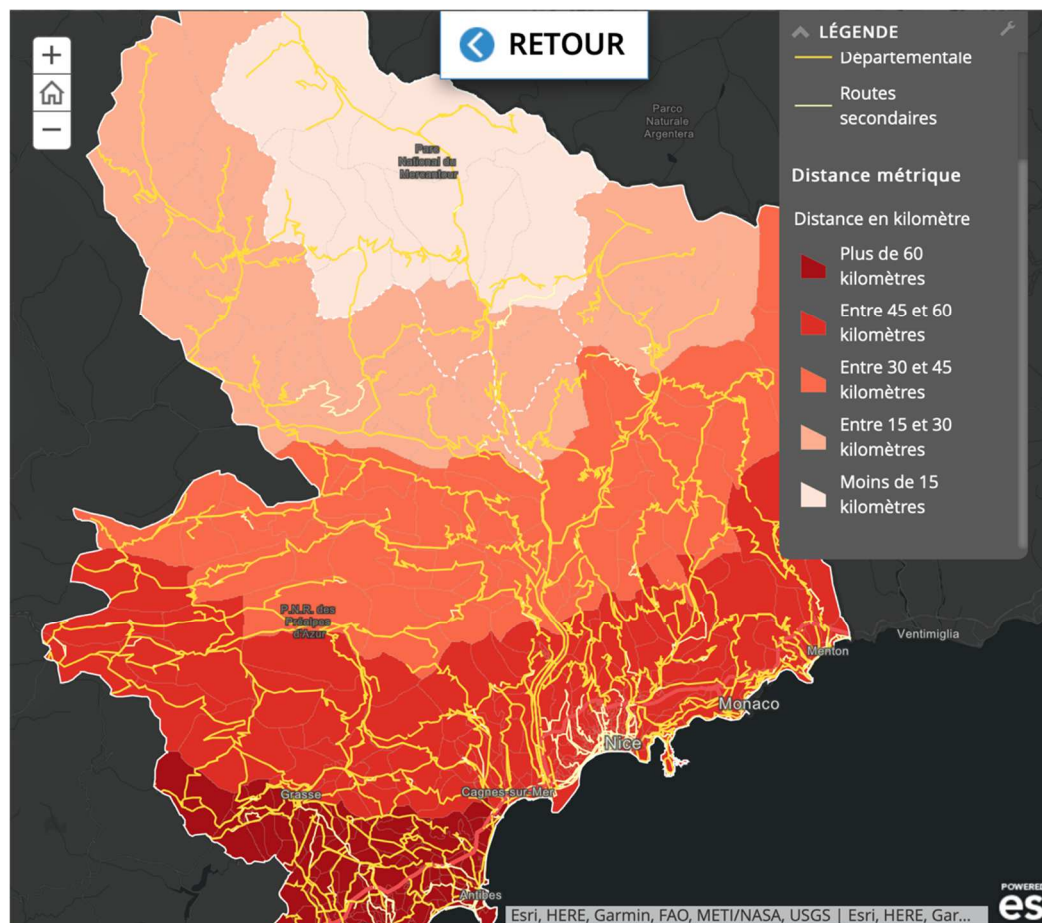 +
−
RETOUR
LÉGENDE
Départementale
Routes
secondaires
Distance métrique
Distance en kilomètre
Plus de 60
kilomètres
Entre 45 et 60
kilomètres
Entre 30 et 45
kilomètres
Entre 15 et 30
kilomètres
Moins de 15
kilomètres
Parco
Naturale
Argentera
Parc
National du
Mercantour
P.N.R. des
Préalpes
d'Azur
Ventimiglia
Menton
Monaco
Nice
Cagnes-sur-Mer
Grasse
Antibes
Esri, HERE, Garmin, FAO, METI/NASA, USGS | Esri, HERE, Gar...
POWERED
es